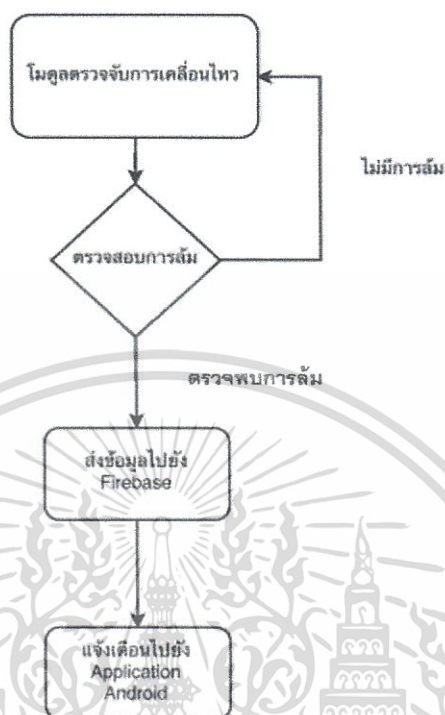 โมดูลตรวจจับการเคลื่อนไหว
ไม่มีการล้ม
ตรวจสอบการล้ม
ตรวจพบการล้ม
ส่งข้อมูลไปยัง
Firebase
แจ้งเตือนไปยัง
Application
Android